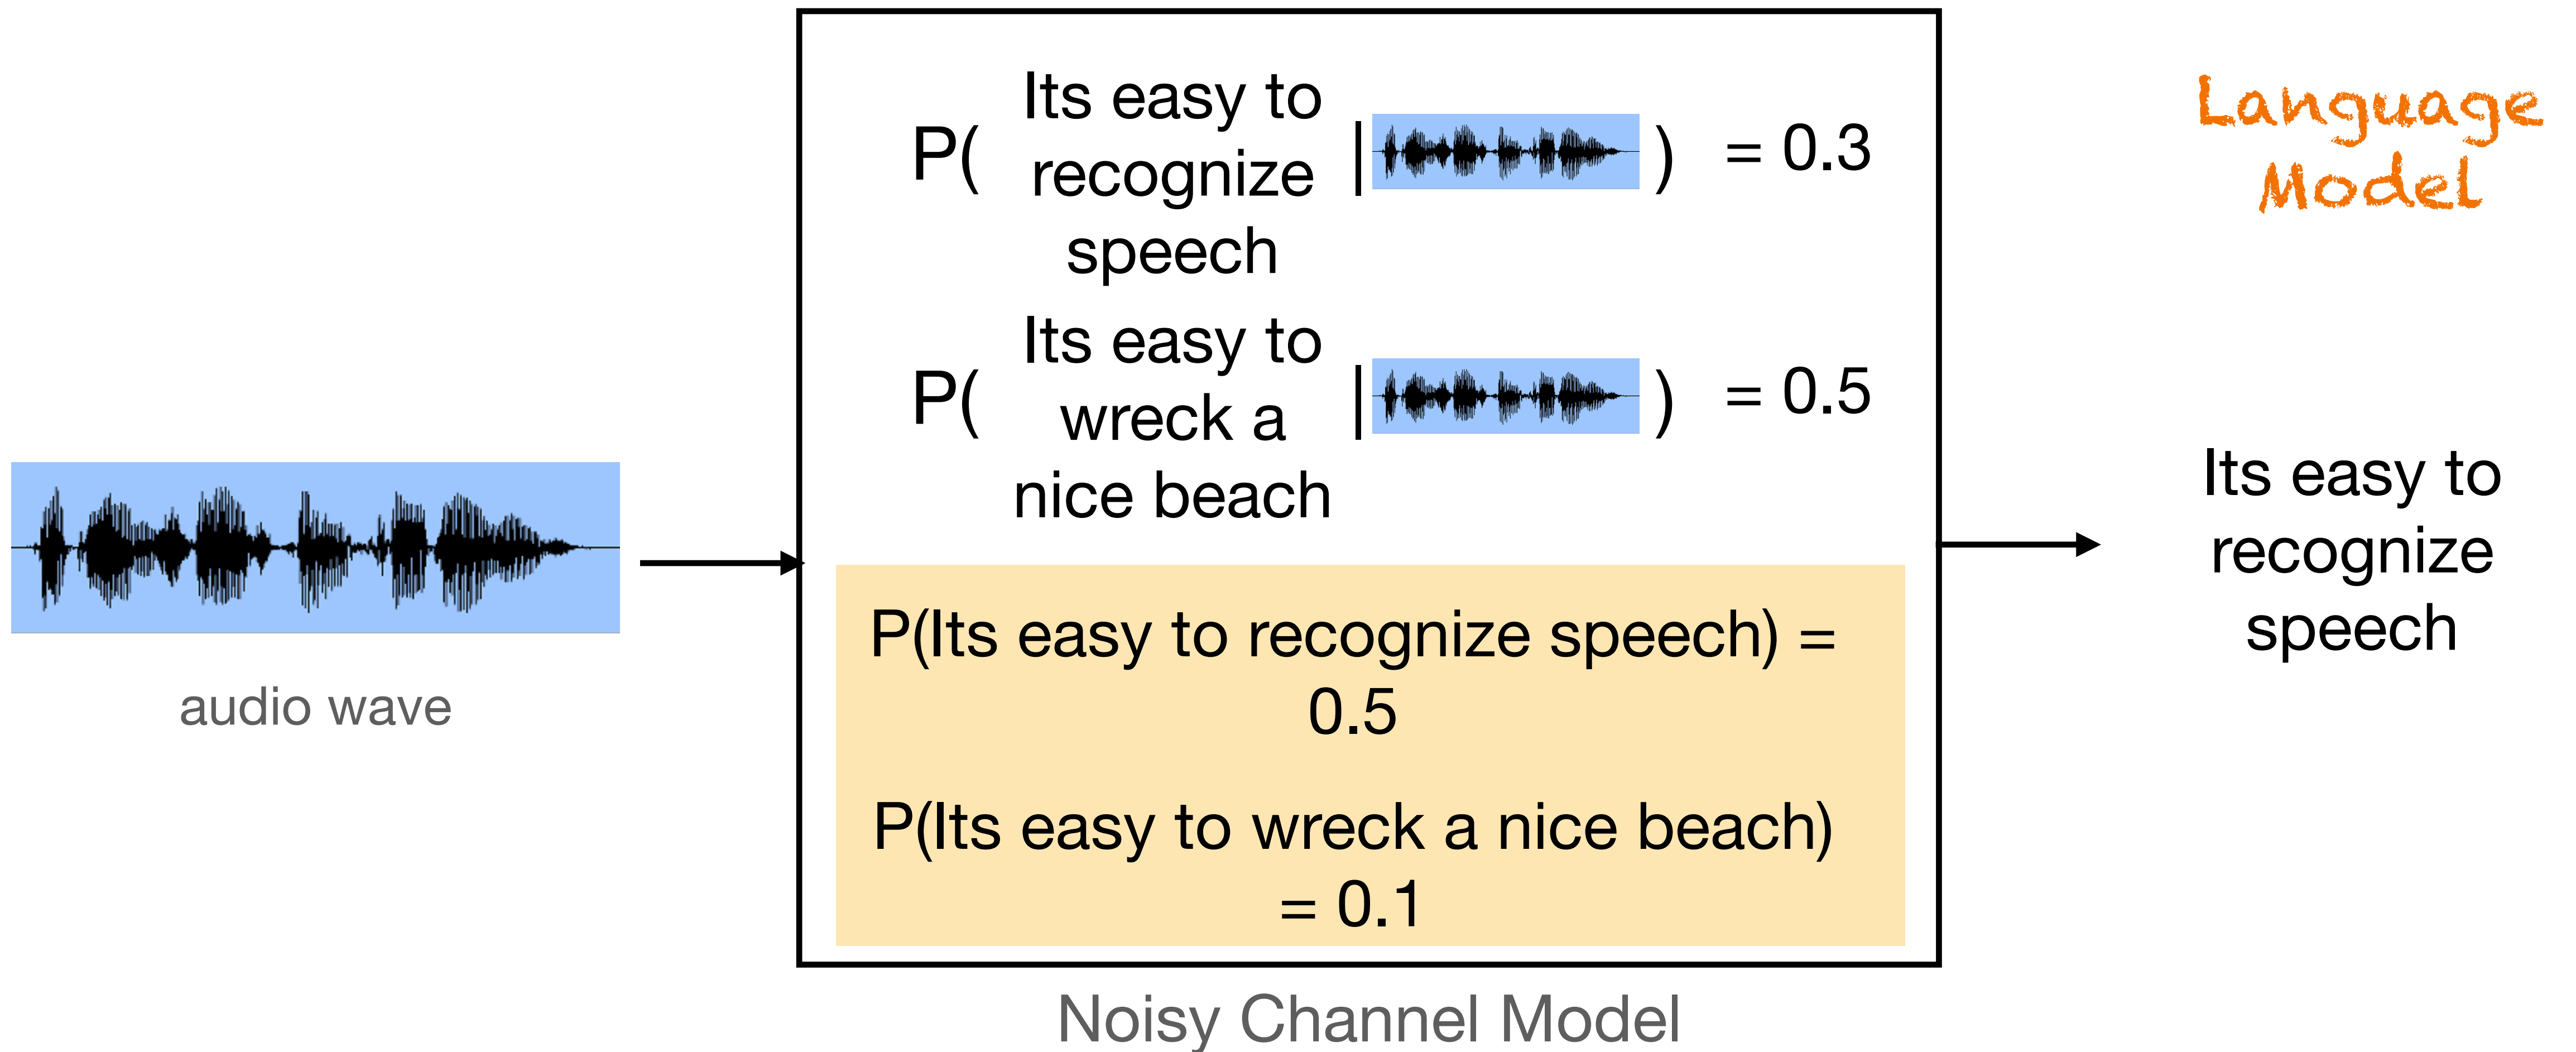 P( Its easy to
recognize
speech | ) = 0.3
P( Its easy to
wreck a
nice beach | ) = 0.5
P(Its easy to recognize speech) =
0.5
P(Its easy to wreck a nice beach)
= 0.1
Noisy Channel Model
audio wave
Language
Model
Its easy to
recognize
speech